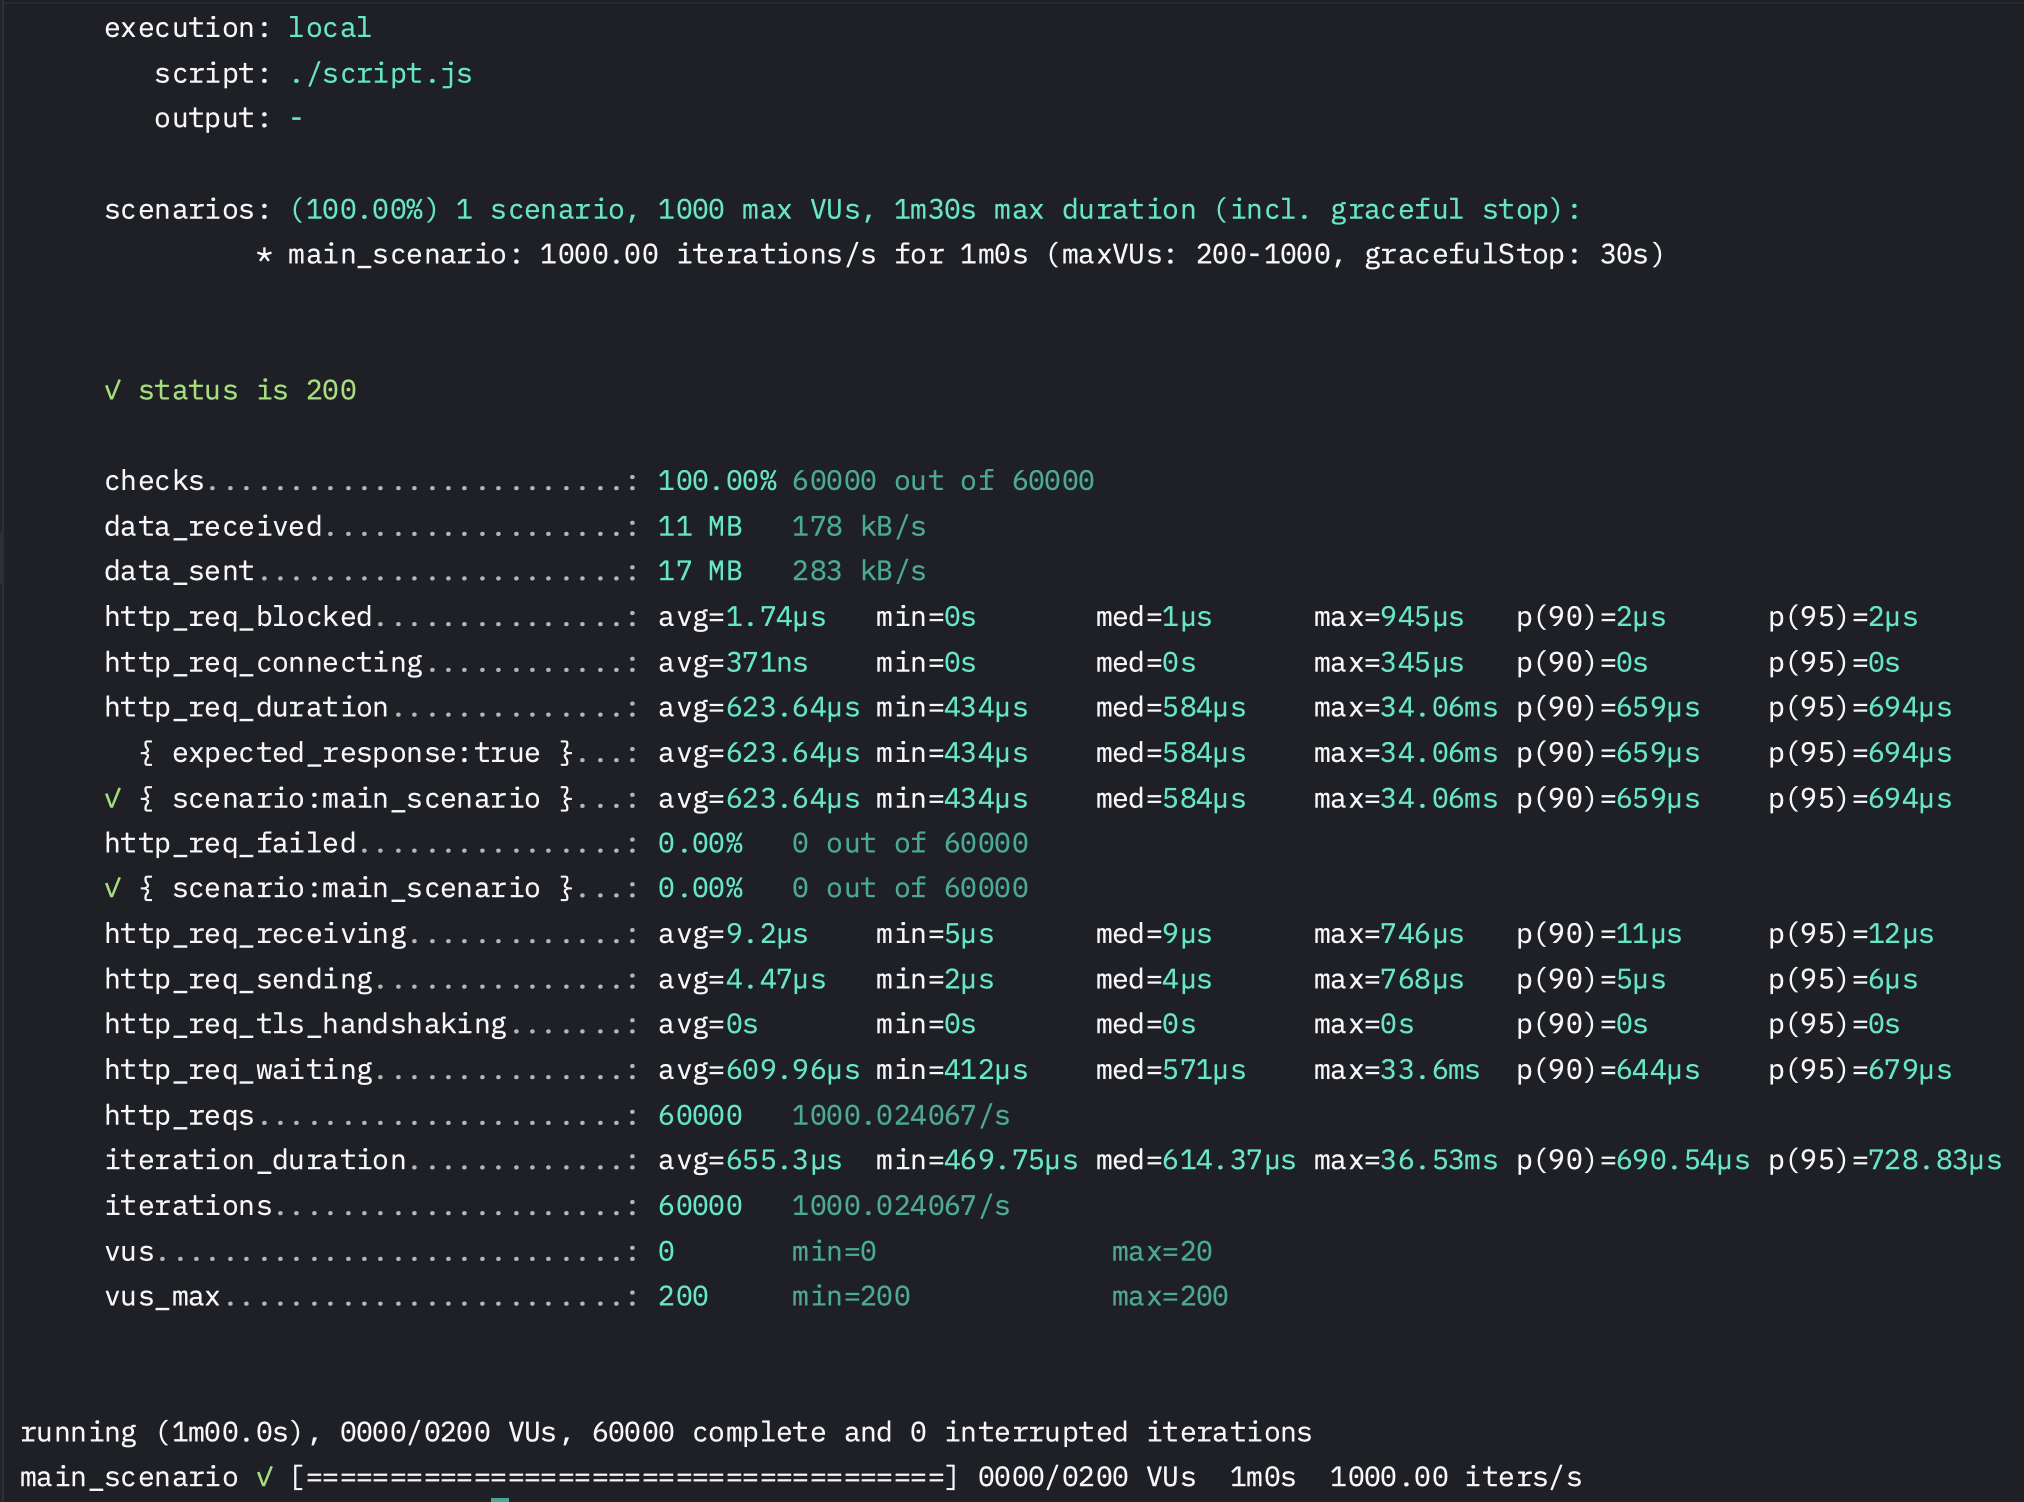 execution: local
script: ./script.js
output: -
scenarios: (100.00%) 1 scenario, 1000 max VUs, 1m30s max duration (incl. graceful stop):
* main_scenario: 1000.00 iterations/s for 1m0s (maxVUs: 200-1000, gracefulStop: 30s)
✓ status is 200
checks.........................: 100.00% 60000 out of 60000
data_received..................: 11 MB 178 kB/s
data_sent......................: 17 MB 283 kB/s
http_req_blocked...............: avg=1.74µs min=0s med=1µs max=945µs p(90)=2µs p(95)=2µs
http_req_connecting............: avg=371ns min=0s med=0s max=345µs p(90)=0s p(95)=0s
http_req_duration..............: avg=623.64µs min=434µs med=584µs max=34.06ms p(90)=659µs p(95)=694µs
{ expected_response:true }...: avg=623.64µs min=434µs med=584µs max=34.06ms p(90)=659µs p(95)=694µs
✓ { scenario:main_scenario }...: avg=623.64µs min=434µs med=584µs max=34.06ms p(90)=659µs p(95)=694µs
http_req_failed................: 0.00% 0 out of 60000
✓ { scenario:main_scenario }...: 0.00% 0 out of 60000
http_req_receiving.............: avg=9.2µs min=5µs med=9µs max=746µs p(90)=11µs p(95)=12µs
http_req_sending...............: avg=4.47µs min=2µs med=4µs max=768µs p(90)=5µs p(95)=6µs
http_req_tls_handshaking.......: avg=0s min=0s med=0s max=0s p(90)=0s p(95)=0s
http_req_waiting...............: avg=609.96µs min=412µs med=571µs max=33.6ms p(90)=644µs p(95)=679µs
http_reqs......................: 60000 1000.024067/s
iteration_duration.............: avg=655.3µs min=469.75µs med=614.37µs max=36.53ms p(90)=690.54µs p(95)=728.83µs
iterations.....................: 60000 1000.024067/s
vus............................: 0 min=0 max=20
vus_max........................: 200 min=200 max=200
running (1m00.0s), 0000/0200 VUs, 60000 complete and 0 interrupted iterations
main_scenario ✓ [======================================] 0000/0200 VUs 1m0s 1000.00 iters/s